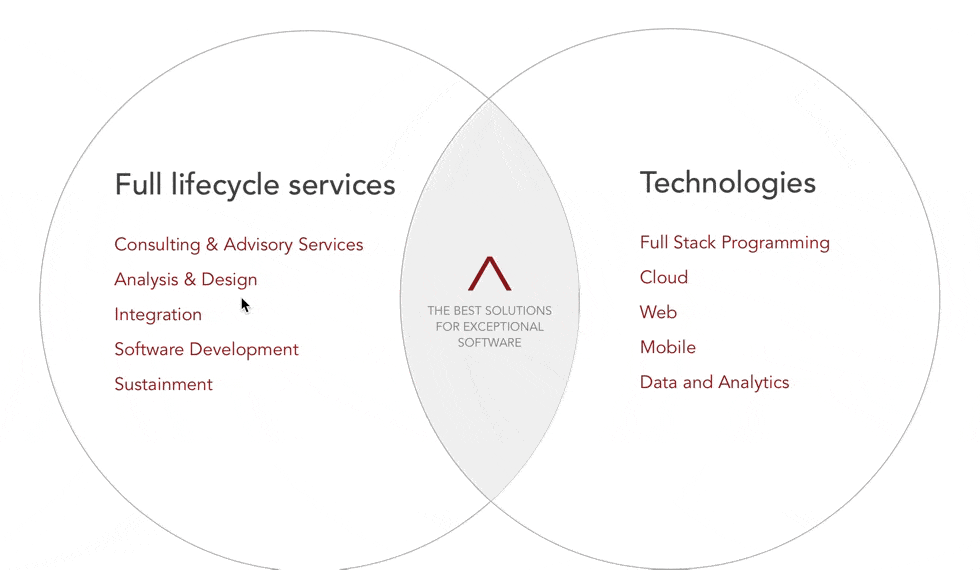 Full lifecycle services
Consulting & Advisory Services
Analysis & Design
Integration
Software Development
Sustainment
THE BEST SOLUTIONS
FOR EXCEPTIONAL
SOFTWARE
Technologies
Full Stack Programming
Cloud
Web
Mobile
Data and Analytics